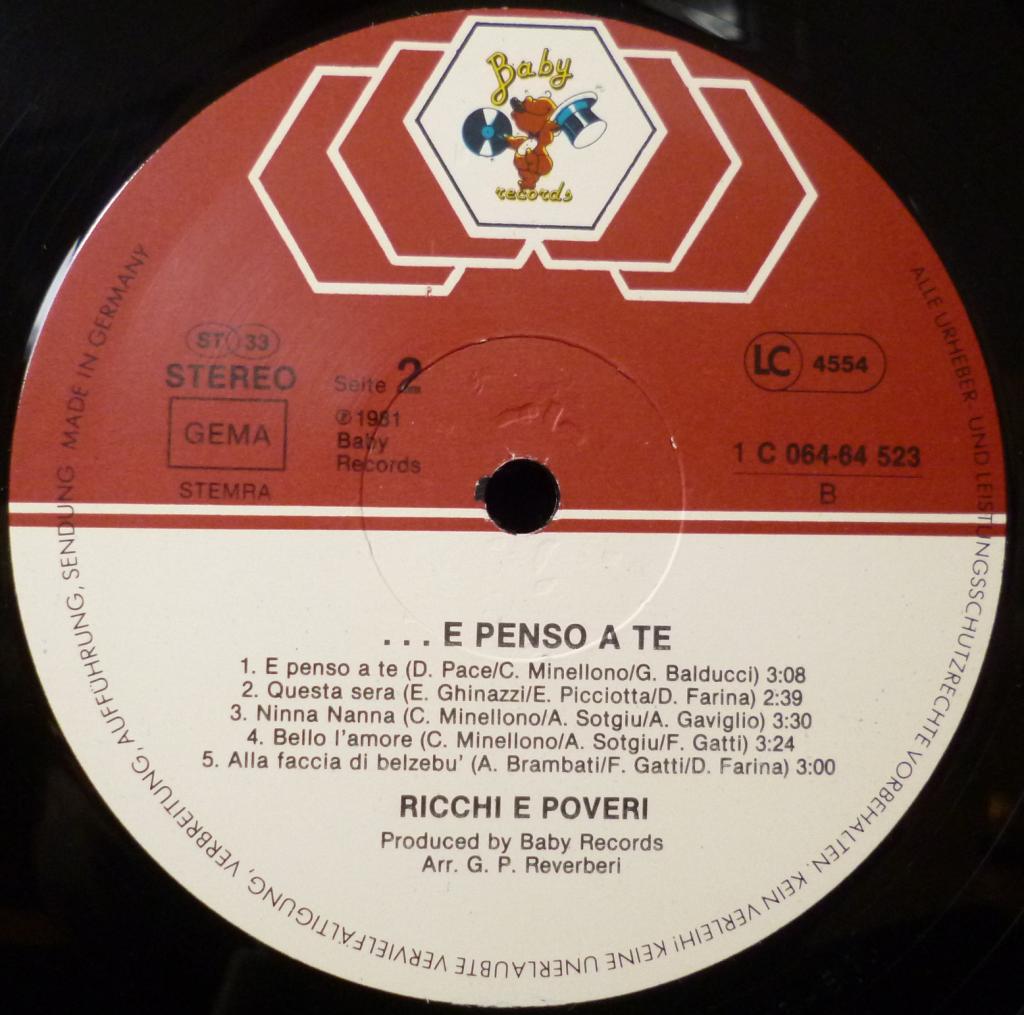 Baby
records
ST 33
STEREO
GEMA
STEMRA
Seite 2
℗ 1981
Baby
Records
LC 4554
1 C 064-64 523
B
. . . E PENSO A TE
1. E penso a te (D. Pace/C. Minellono/G. Balducci) 3:08
2. Questa sera (E. Ghinazzi/E. Picciotta/D. Farina) 2:39
3. Ninna Nanna (C. Minellono/A. Sotgiu/A. Gaviglio) 3:30
4. Bello l'amore (C. Minellono/A. Sotgiu/F. Gatti) 3:24
5. Alla faccia di belzebu' (A. Brambati/F. Gatti/D. Farina) 3:00
RICCHI E POVERI
Produced by Baby Records
Arr. G. P. Reverberi
ALLE URHEBER UND LEISTUNGSSCHUTZRECHTE VORBEHALTEN. KEIN VERLEIH! KEINE UNERLAUBTE VERVIELFÄLTIGUNG, VERBREITUNG, AUFFÜHRUNG, SENDUNG MADE IN GERMANY